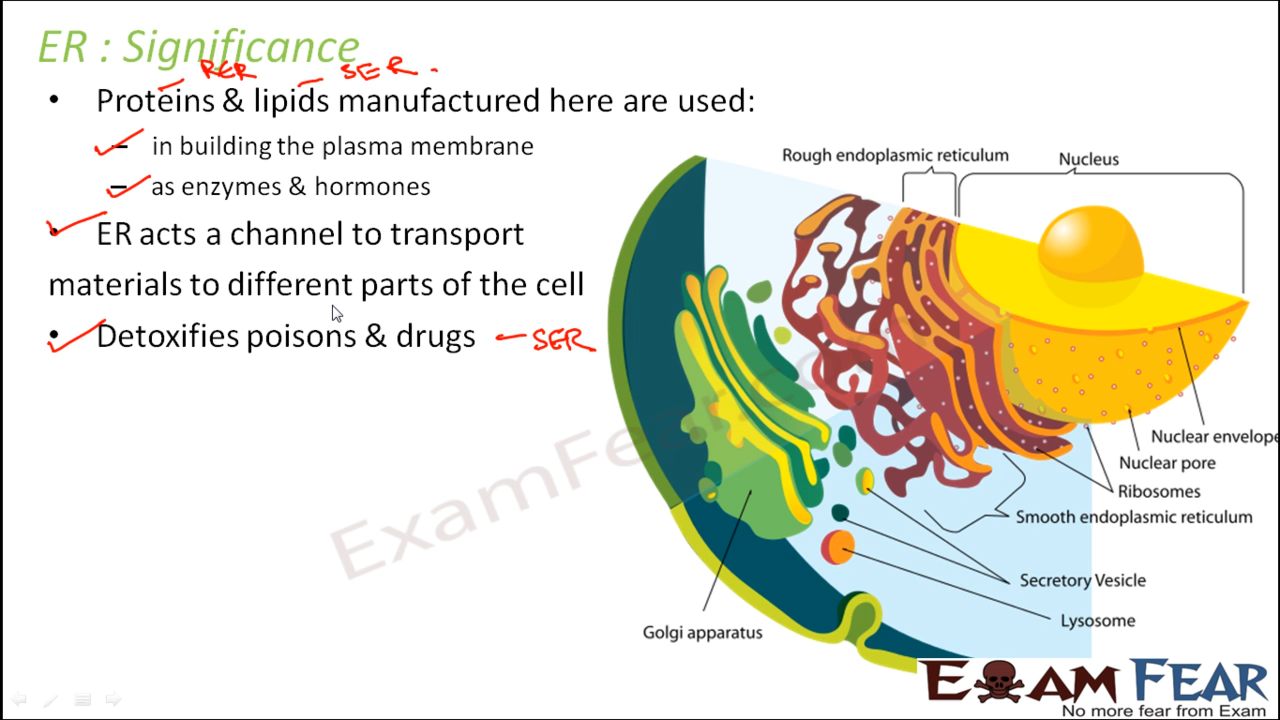 ER : Significance
RER SER.
• Proteins & lipids manufactured here are used:
– in building the plasma membrane
– as enzymes & hormones
• ER acts a channel to transport
materials to different parts of the cell
• Detoxifies poisons & drugs SER
Rough endoplasmic reticulum
Nucleus
Nuclear envelope
Nuclear pore
Ribosomes
Smooth endoplasmic reticulum
Secretory Vesicle
Lysosome
Golgi apparatus
ExamFear.com
EXAM FEAR
No more fear from Exam